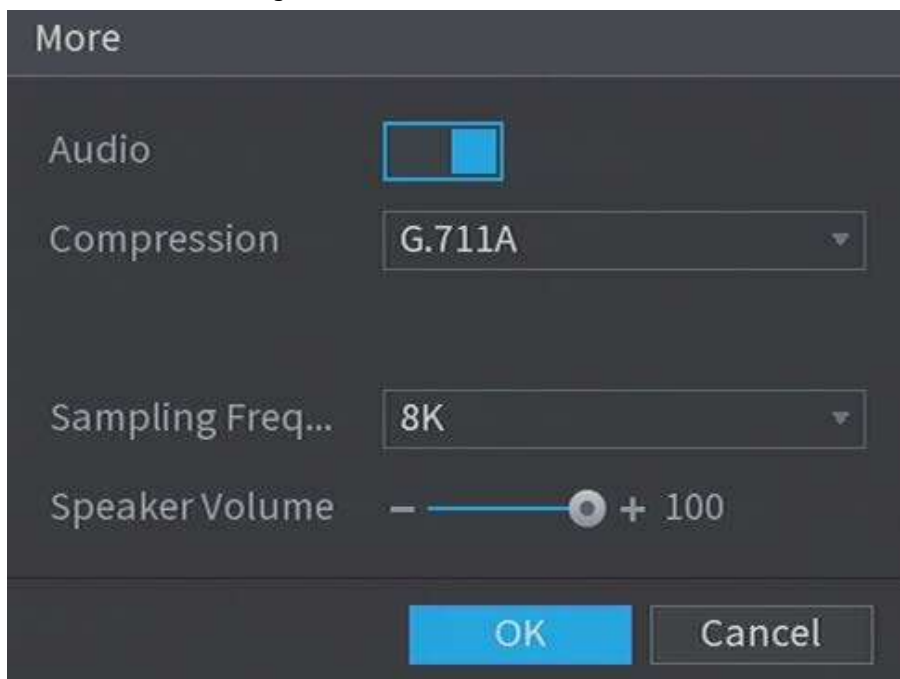 More
Audio
Compression G.711A
Sampling Freq... 8K
Speaker Volume − + 100
OK Cancel